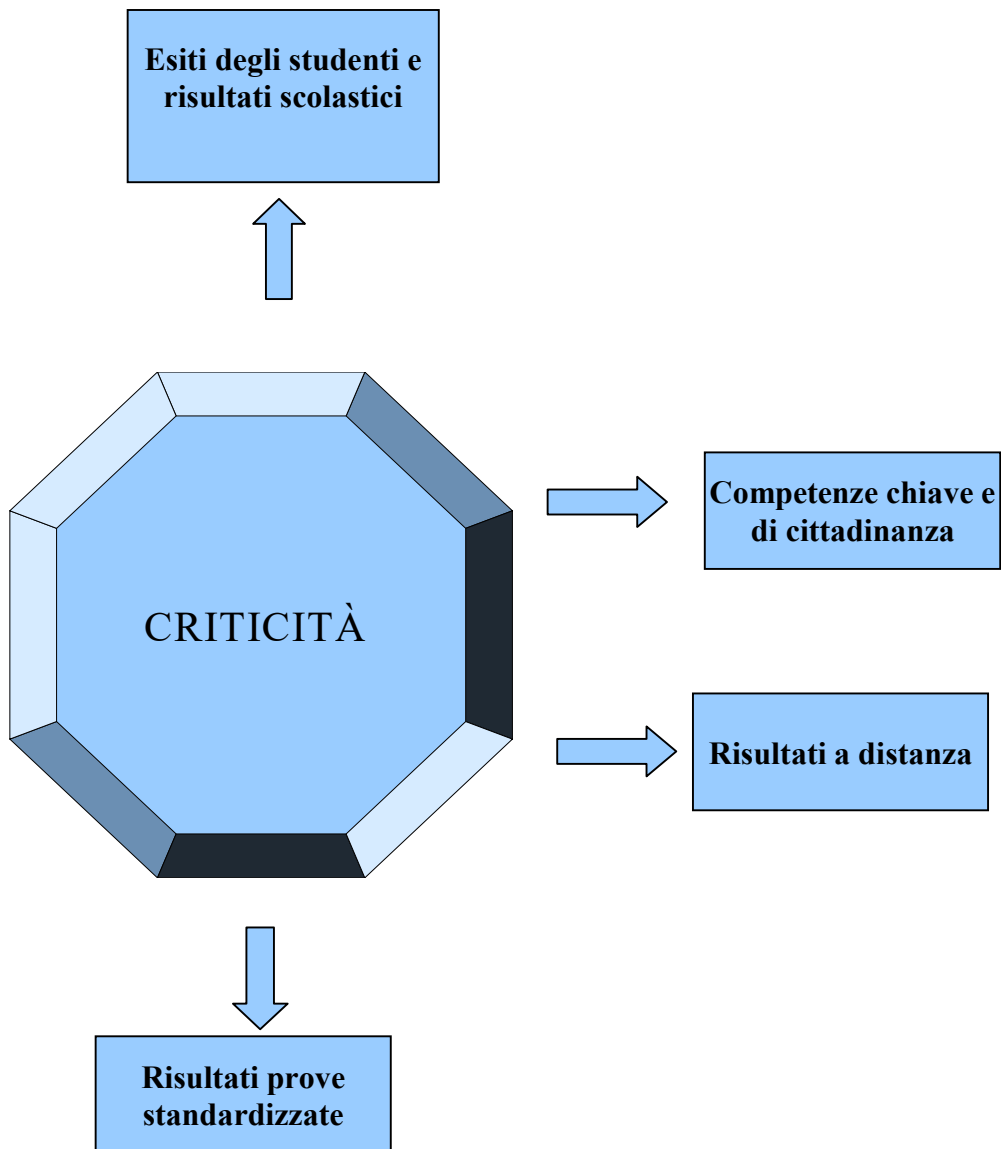 Esiti degli studenti e
risultati scolastici
Competenze chiave e
di cittadinanza
CRITICITÀ
Risultati a distanza
Risultati prove
standardizzate